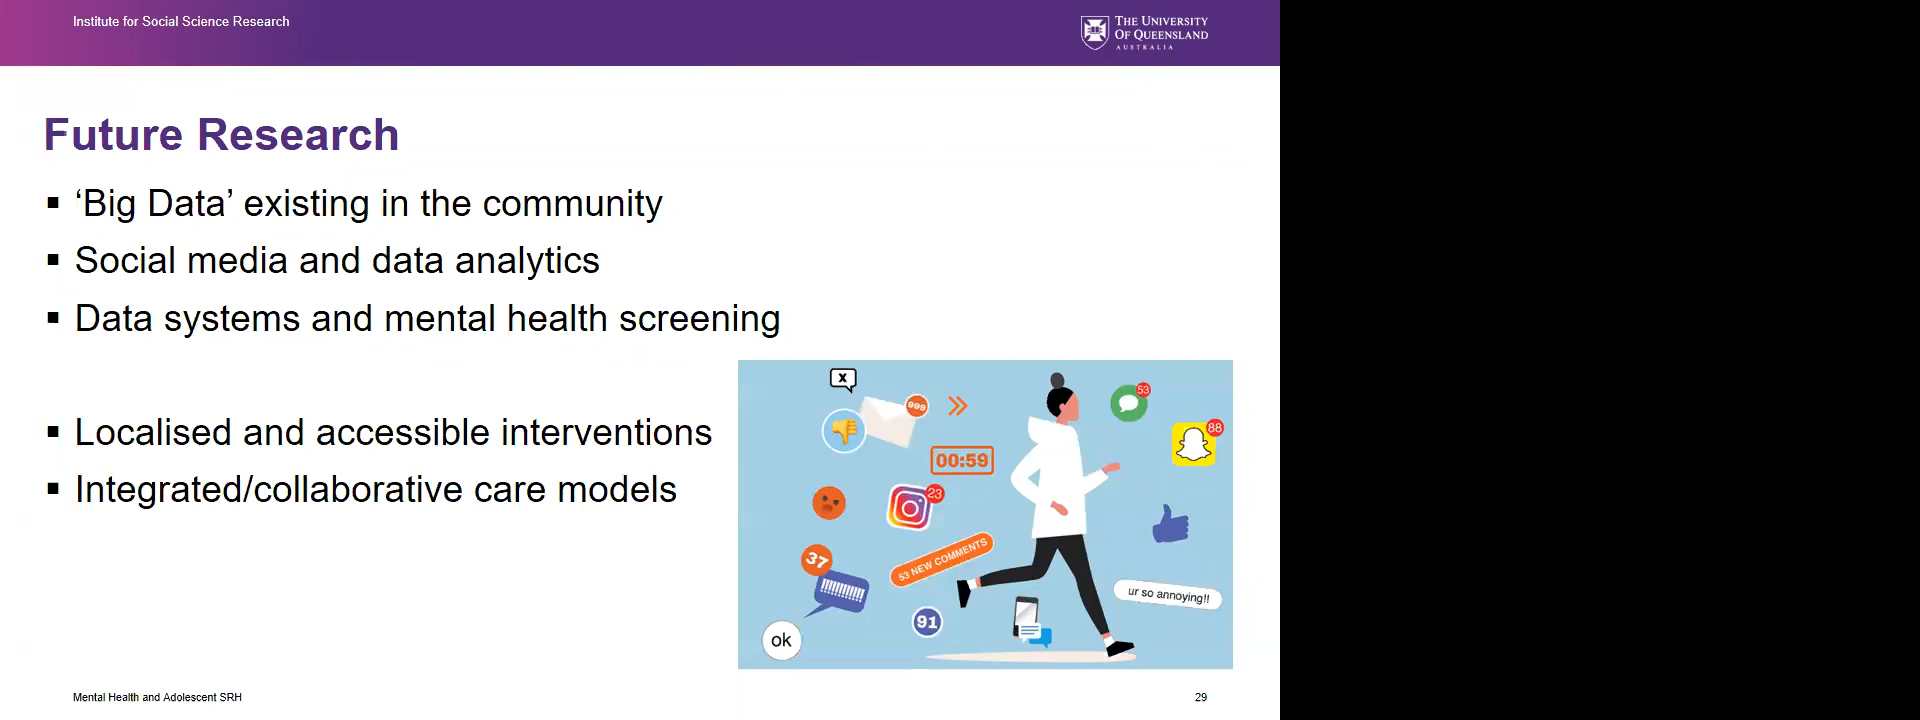 Institute for Social Science Research
THE UNIVERSITY
OF QUEENSLAND
AUSTRALIA
Future Research
▪ ‘Big Data’ existing in the community
▪ Social media and data analytics
▪ Data systems and mental health screening
▪ Localised and accessible interventions
▪ Integrated/collaborative care models
X
999
53
88
00:59
23
53 NEW COMMENTS
37
!!!!!!!!!!
ur so annoying!!
91
ok
Mental Health and Adolescent SRH
29